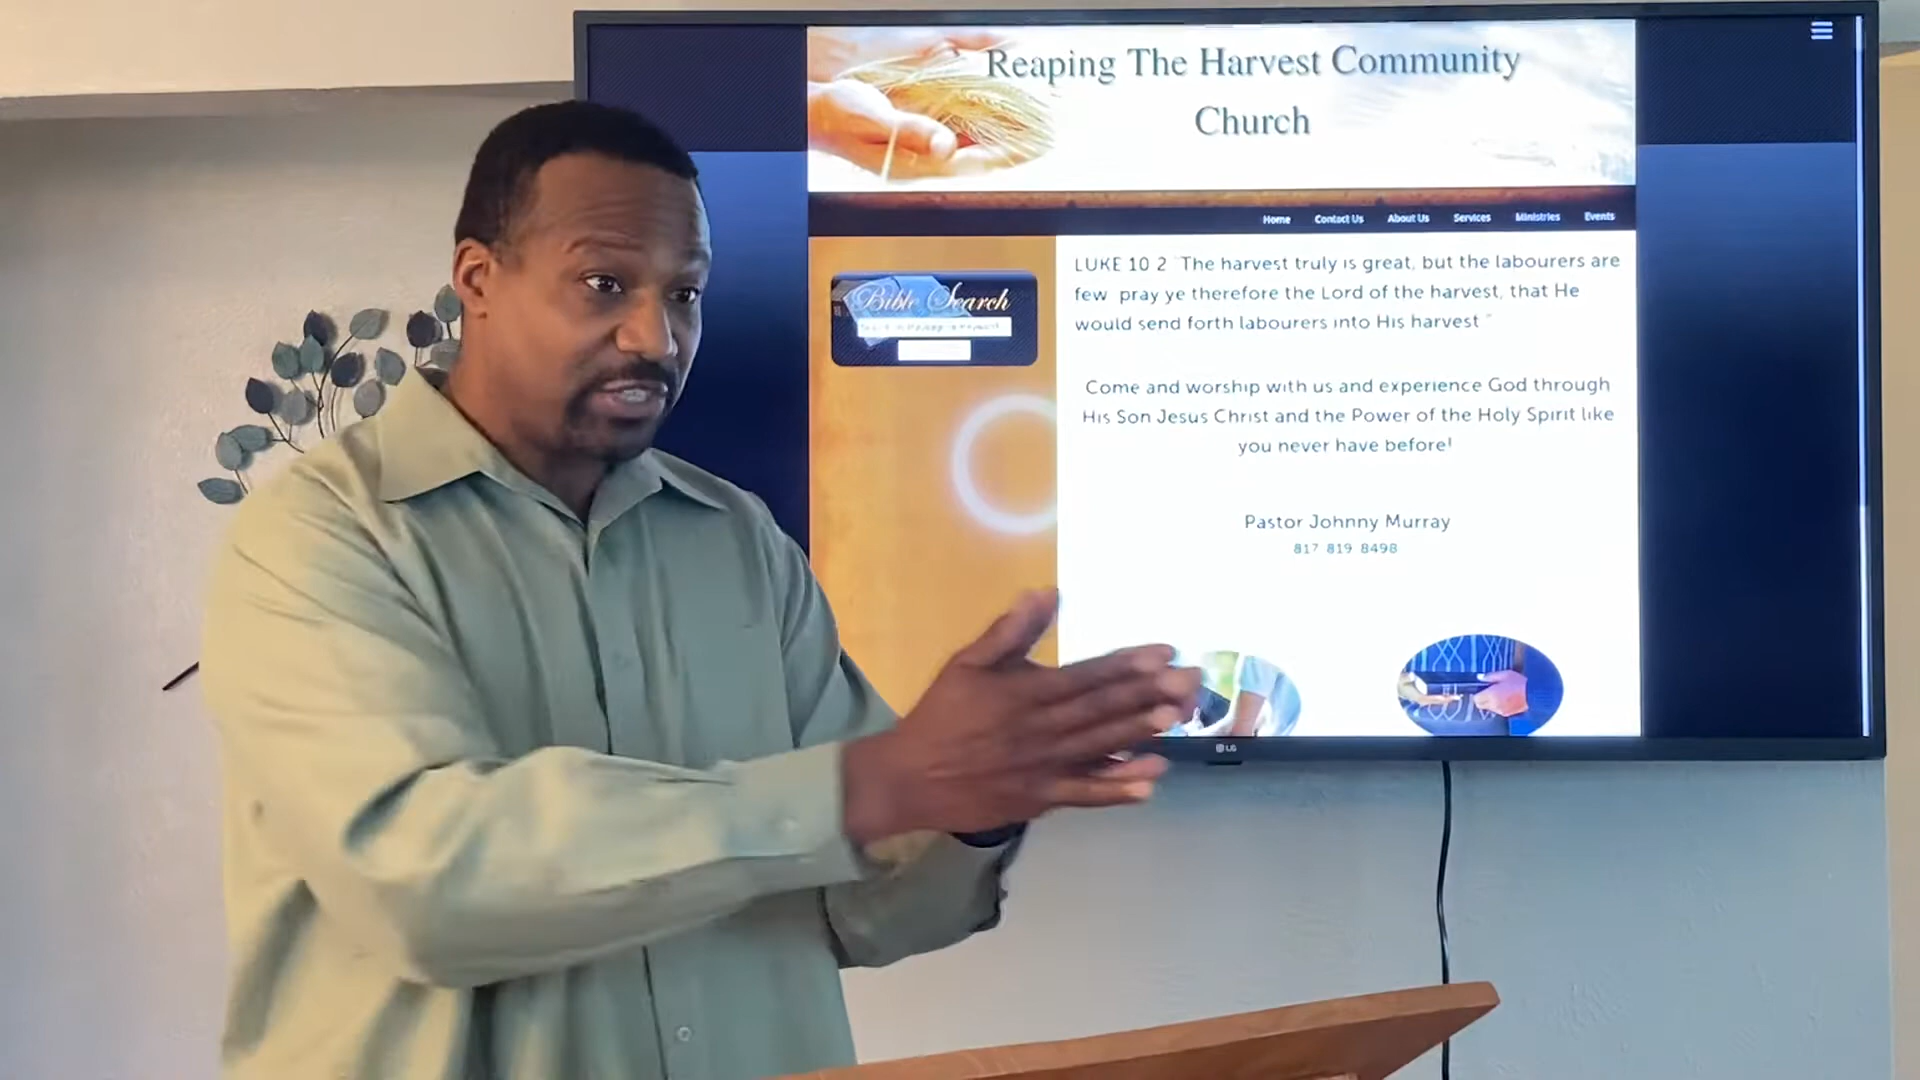 Reaping The Harvest Community
Church
Home Contact Us About Us Services Ministries Events
Bible Search
LUKE 10 2 "The harvest truly is great, but the labourers are
few pray ye therefore the Lord of the harvest, that He
would send forth labourers into His harvest "
Come and worship with us and experience God through
His Son Jesus Christ and the Power of the Holy Spirit like
you never have before!
Pastor Johnny Murray
817 819 8498
LG